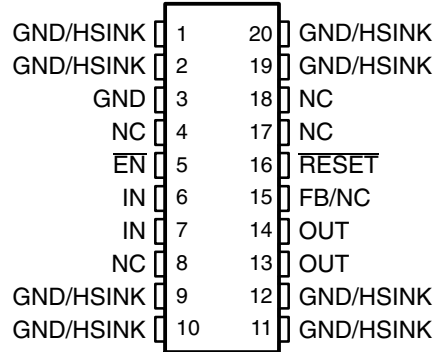 GND/HSINK 1 20 GND/HSINK
GND/HSINK 2 19 GND/HSINK
GND 3 18 NC
NC 4 17 NC
EN 5 16 RESET
IN 6 15 FB/NC
IN 7 14 OUT
NC 8 13 OUT
GND/HSINK 9 12 GND/HSINK
GND/HSINK 10 11 GND/HSINK